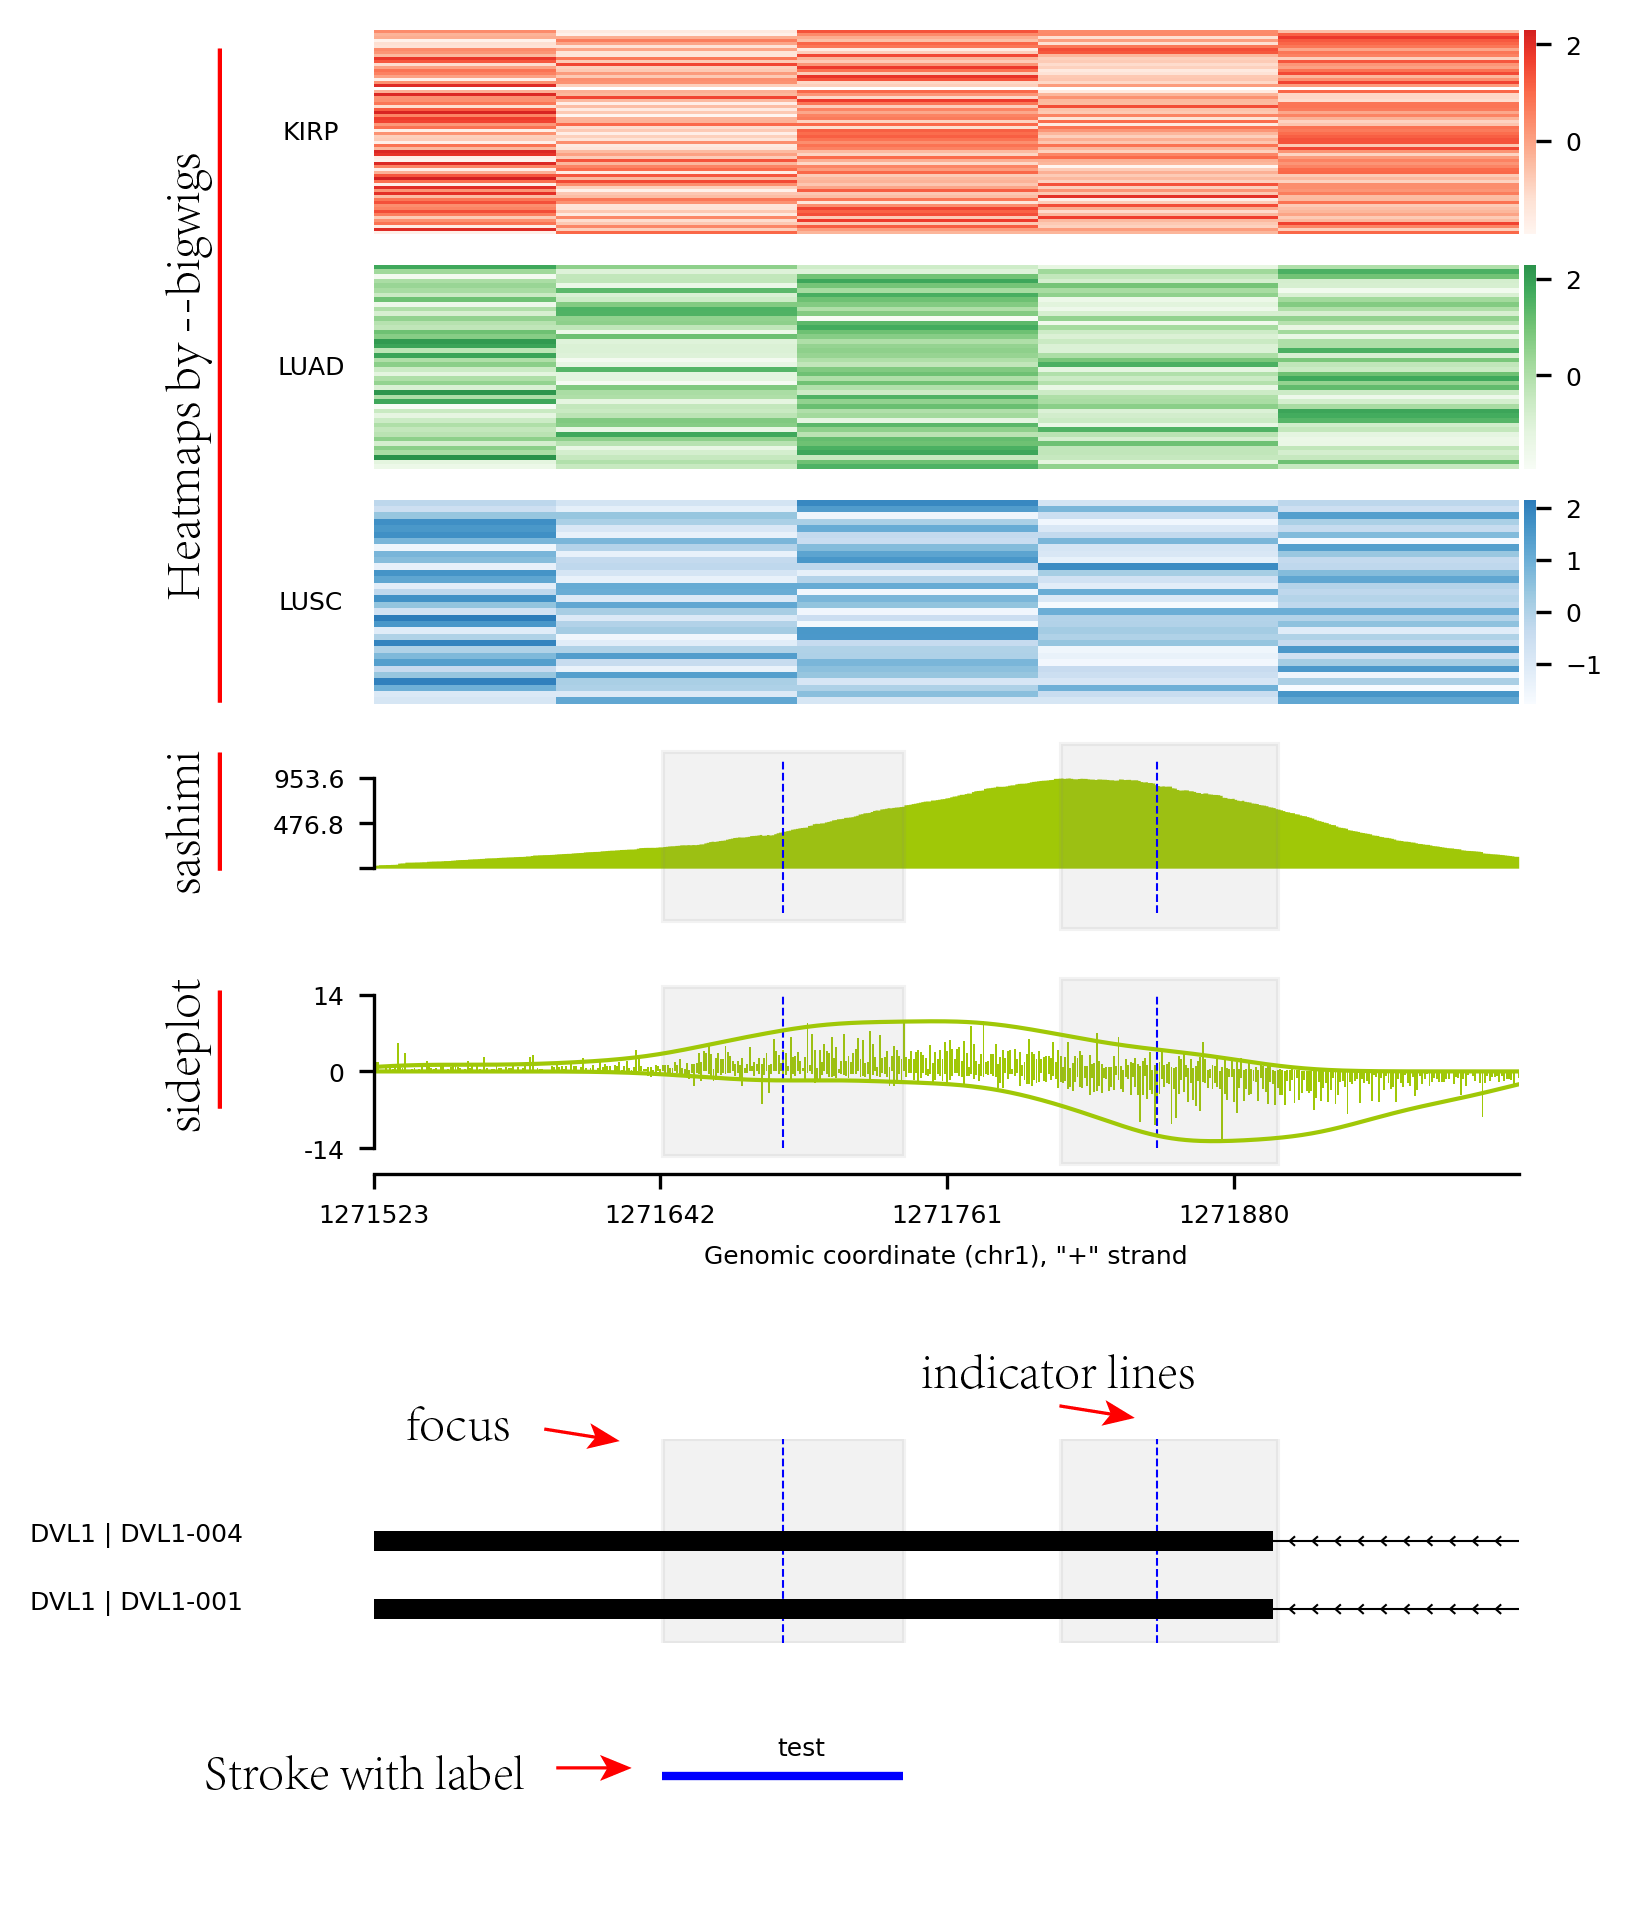 Heatmaps by --bigwigs
KIRP
2
0
LUAD
2
0
LUSC
2
1
0
−1
sashimi
953.6
476.8
sideplot
14
0
-14
1271523 1271642 1271761 1271880
Genomic coordinate (chr1), "+" strand
indicator lines
focus
DVL1 | DVL1-004
DVL1 | DVL1-001
test
Stroke with label